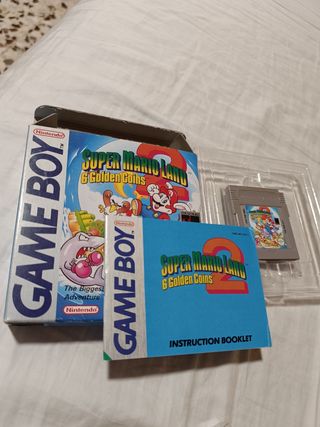 Nintendo
GAME BOY
TM
SUPER MARIO LAND
2
6 Golden Coins
The Biggest
Adventure
Nintendo
Nintendo
GAME BOY
SUPER MARIO LAND
2
6 Golden Coins
INSTRUCTION BOOKLET